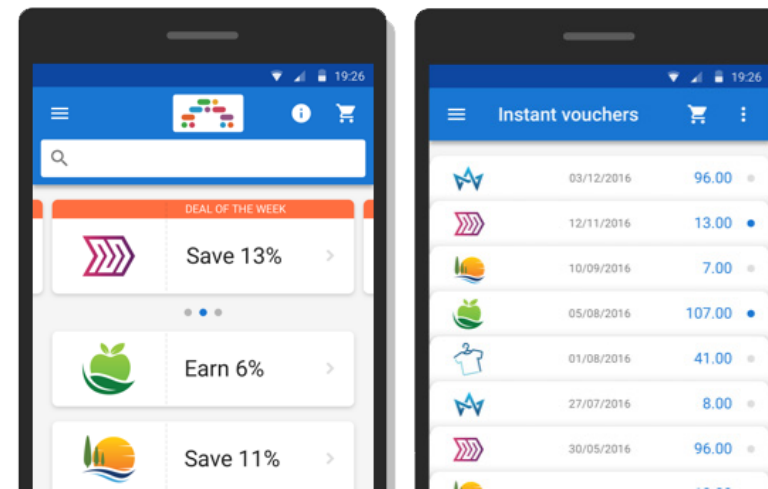 19:26
DEAL OF THE WEEK
Save 13%
Earn 6%
Save 11%
19:26
Instant vouchers
03/12/2016 96.00
12/11/2016 13.00
10/09/2016 7.00
05/08/2016 107.00
01/08/2016 41.00
27/07/2016 8.00
30/05/2016 96.00